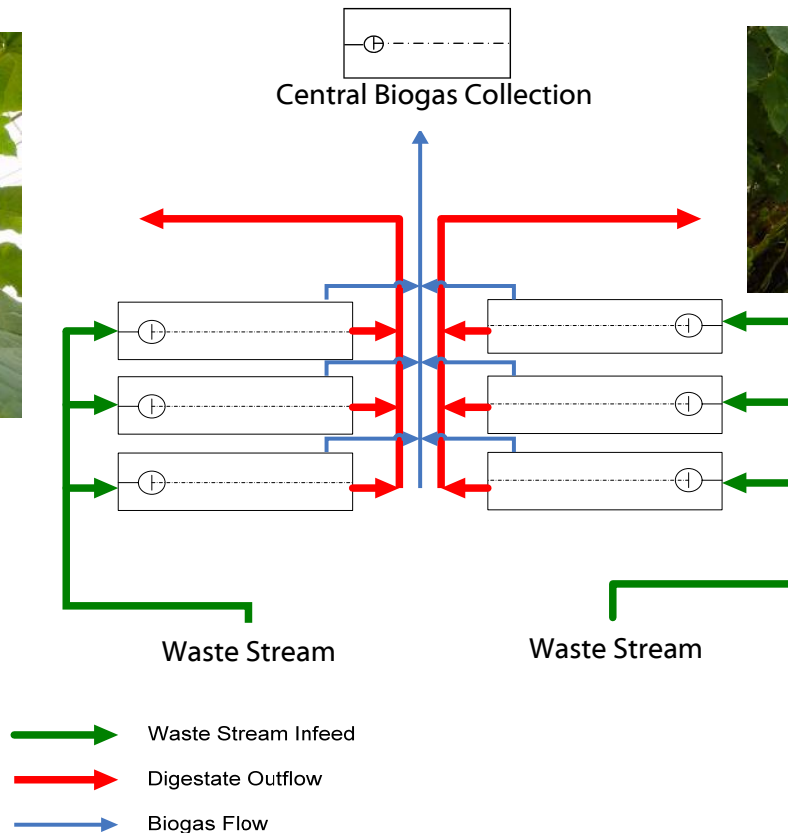 Central Biogas Collection
Waste Stream
Waste Stream
Waste Stream Infeed
Digestate Outflow
Biogas Flow